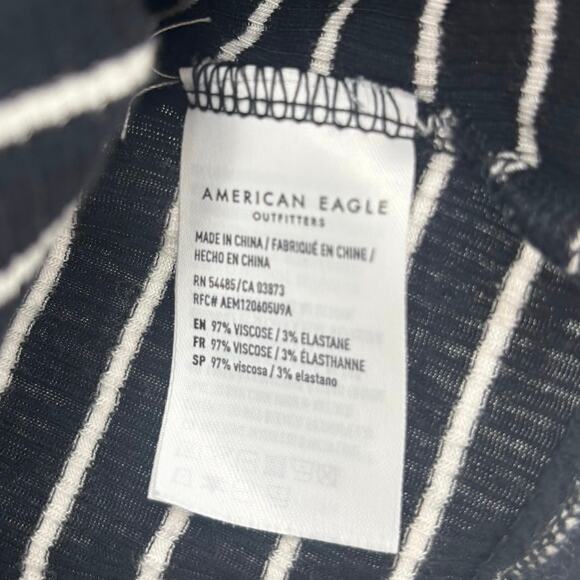 AMERICAN EAGLE
OUTFITTERS
MADE IN CHINA / FABRIQUÉ EN CHINE /
HECHO EN CHINA
RN 54485/CA 03873
RFC# AEM120605U9A
EN 97% VISCOSE / 3% ELASTANE
FR 97% VISCOSE / 3% ÉLASTHANNE
SP 97% viscosa / 3% elastano